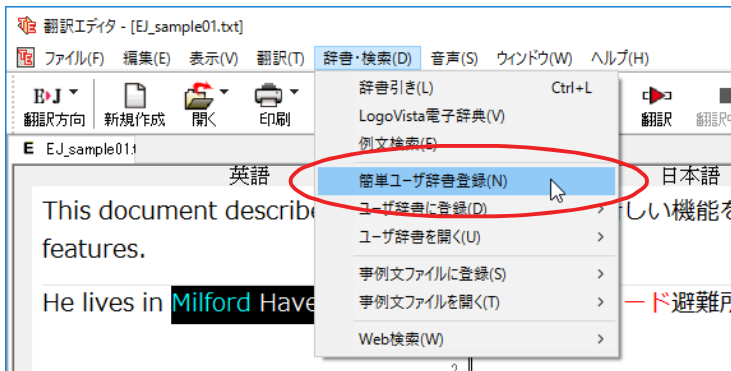 翻訳エディタ - [EJ_sample01.txt]
ファイル(F) 編集(E) 表示(V) 翻訳(T) 辞書・検索(D) 音声(S) ウィンドウ(W) ヘルプ(H)
E▸J
翻訳方向 新規作成 開く 印刷 翻訳 翻訳
E EJ_sample01.t
英語 日本語
This document describe
features.
He lives in Milford Have
しい機能を
ード避難所
辞書引き(L) Ctrl+L
LogoVista電子辞典(V)
例文検索(E)
簡単ユーザ辞書登録(N)
ユーザ辞書に登録(D)
ユーザ辞書を開く(U)
事例文ファイルに登録(S)
事例文ファイルを開く(T)
Web検索(W)